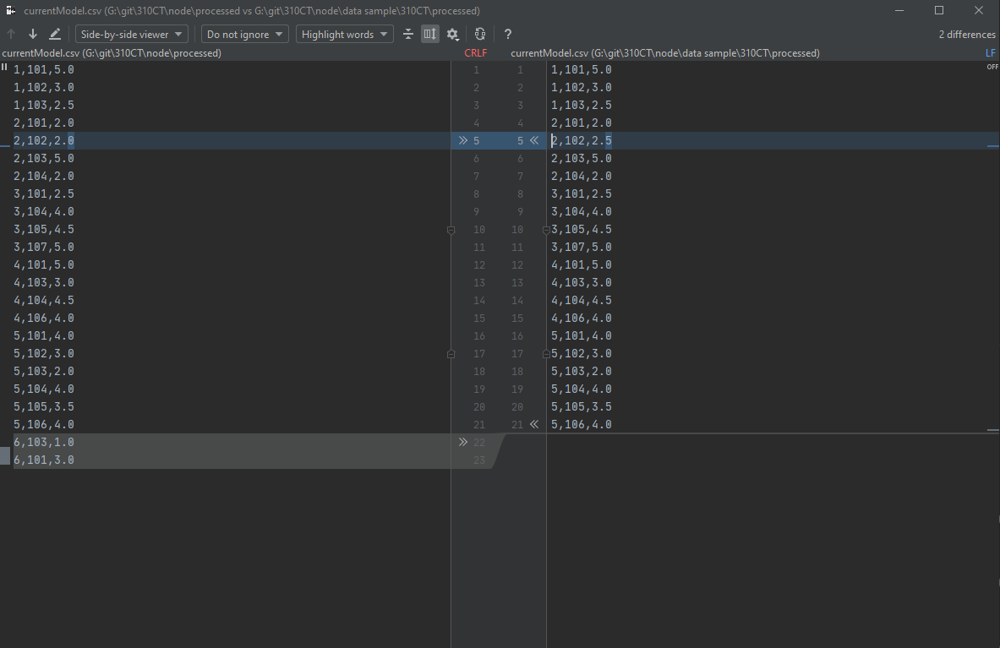 currentModel.csv (G:\git\310CT\node\processed vs G:\git\310CT\node\data sample\310CT\processed)
Side-by-side viewer Do not ignore Highlight words ? 2 differences
currentModel.csv (G:\git\310CT\node\processed) CRLF currentModel.csv (G:\git\310CT\node\data sample\310CT\processed) LF
OFF
1,101,5.0 1 1 1,101,5.0
1,102,3.0 2 2 1,102,3.0
1,103,2.5 3 3 1,103,2.5
2,101,2.0 4 4 2,101,2.0
2,102,2.0 » 5 5 « 2,102,2.5
2,103,5.0 6 6 2,103,5.0
2,104,2.0 7 7 2,104,2.0
3,101,2.5 8 8 3,101,2.5
3,104,4.0 9 9 3,104,4.0
3,105,4.5 10 10 3,105,4.5
3,107,5.0 11 11 3,107,5.0
4,101,5.0 12 12 4,101,5.0
4,103,3.0 13 13 4,103,3.0
4,104,4.5 14 14 4,104,4.5
4,106,4.0 15 15 4,106,4.0
5,101,4.0 16 16 5,101,4.0
5,102,3.0 17 17 5,102,3.0
5,103,2.0 18 18 5,103,2.0
5,104,4.0 19 19 5,104,4.0
5,105,3.5 20 20 5,105,3.5
5,106,4.0 21 21 « 5,106,4.0
6,103,1.0 » 22
6,101,3.0 23